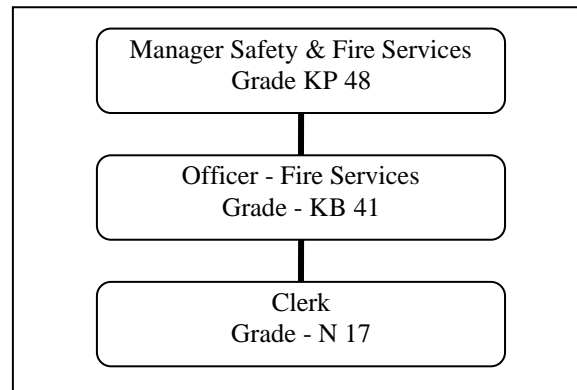 Manager Safety & Fire Services
Grade KP 48
Officer - Fire Services
Grade - KB 41
Clerk
Grade - N 17